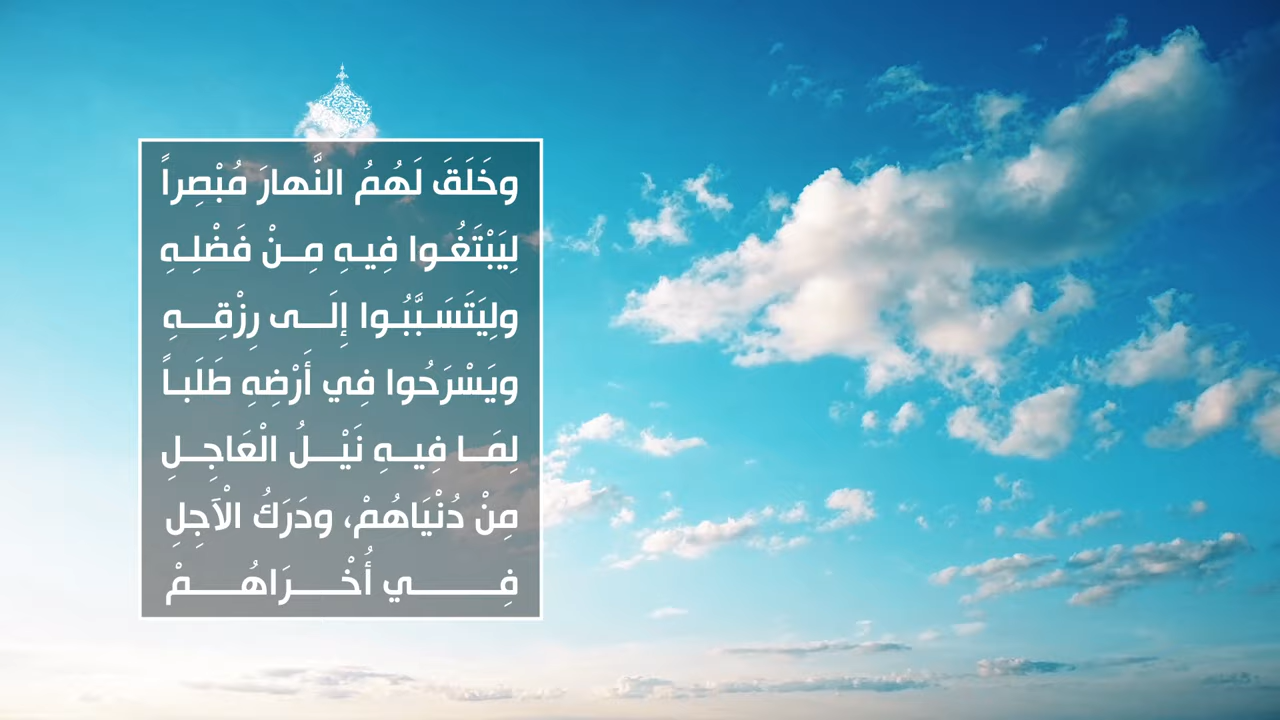 وخَلَقَ لَهُمُ النَّهارَ مُبْصِراً
لِيَبْتَغُوا فِيهِ مِنْ فَضْلِهِ
ولِيَتَسَبَّبُوا إِلَى رِزْقِهِ
ويَسْرَحُوا فِي أَرْضِهِ طَلَباً
لِمَا فِيهِ نَيْلُ الْعَاجِلِ
مِنْ دُنْيَاهُمْ، ودَرَكُ الْآجِلِ
فِي أُخْرَاهُمْ